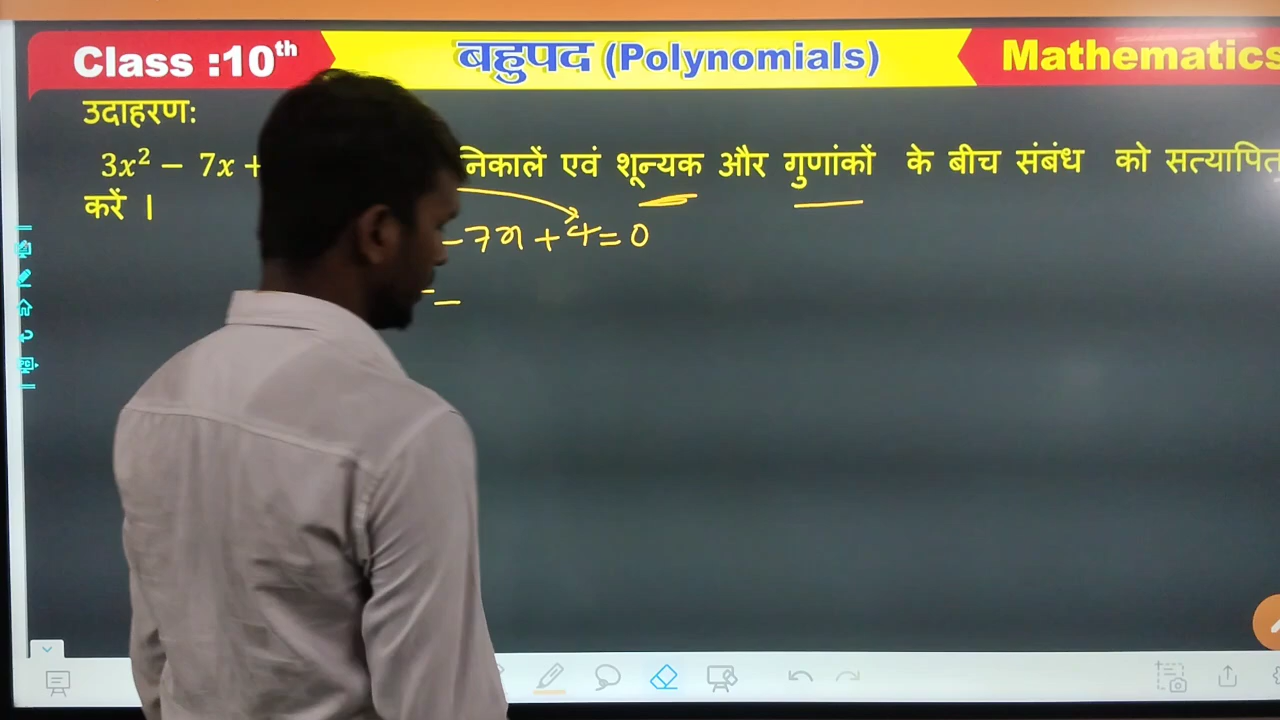 Class :10th
बहुपद (Polynomials)
Mathematics
उदाहरण:
3x² − 7x +
निकालें एवं शून्यक और गुणांकों के बीच संबंध को सत्यापित
करें ।
−7x + 4 = 0